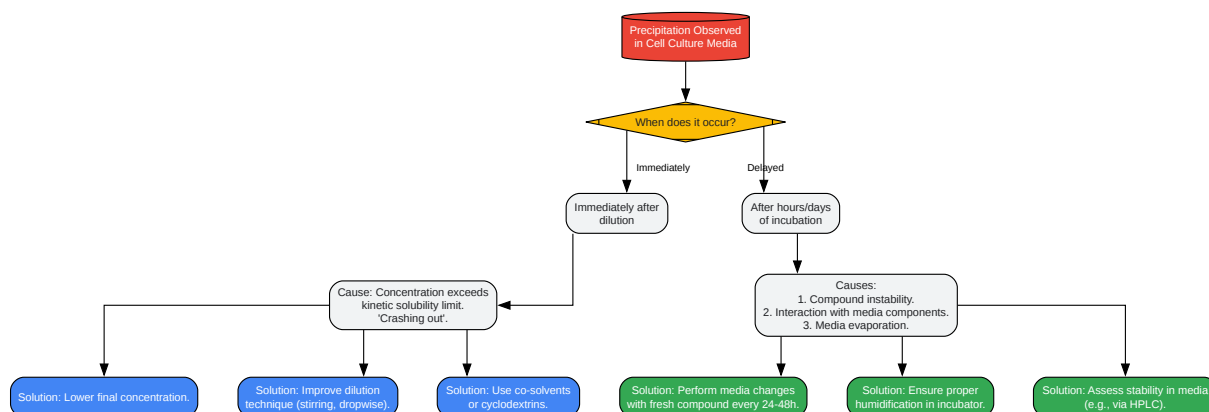 Precipitation Observed
in Cell Culture Media
When does it occur?
Immediately
Delayed
Immediately after
dilution
After hours/days
of incubation
Cause: Concentration exceeds
kinetic solubility limit.
'Crashing out'.
Causes:
1. Compound instability.
2. Interaction with media components.
3. Media evaporation.
Solution: Lower final concentration.
Solution: Improve dilution
technique (stirring, dropwise).
Solution: Use co-solvents
or cyclodextrins.
Solution: Perform media changes
with fresh compound every 24-48h.
Solution: Ensure proper
humidification in incubator.
Solution: Assess stability in media
(e.g., via HPLC).